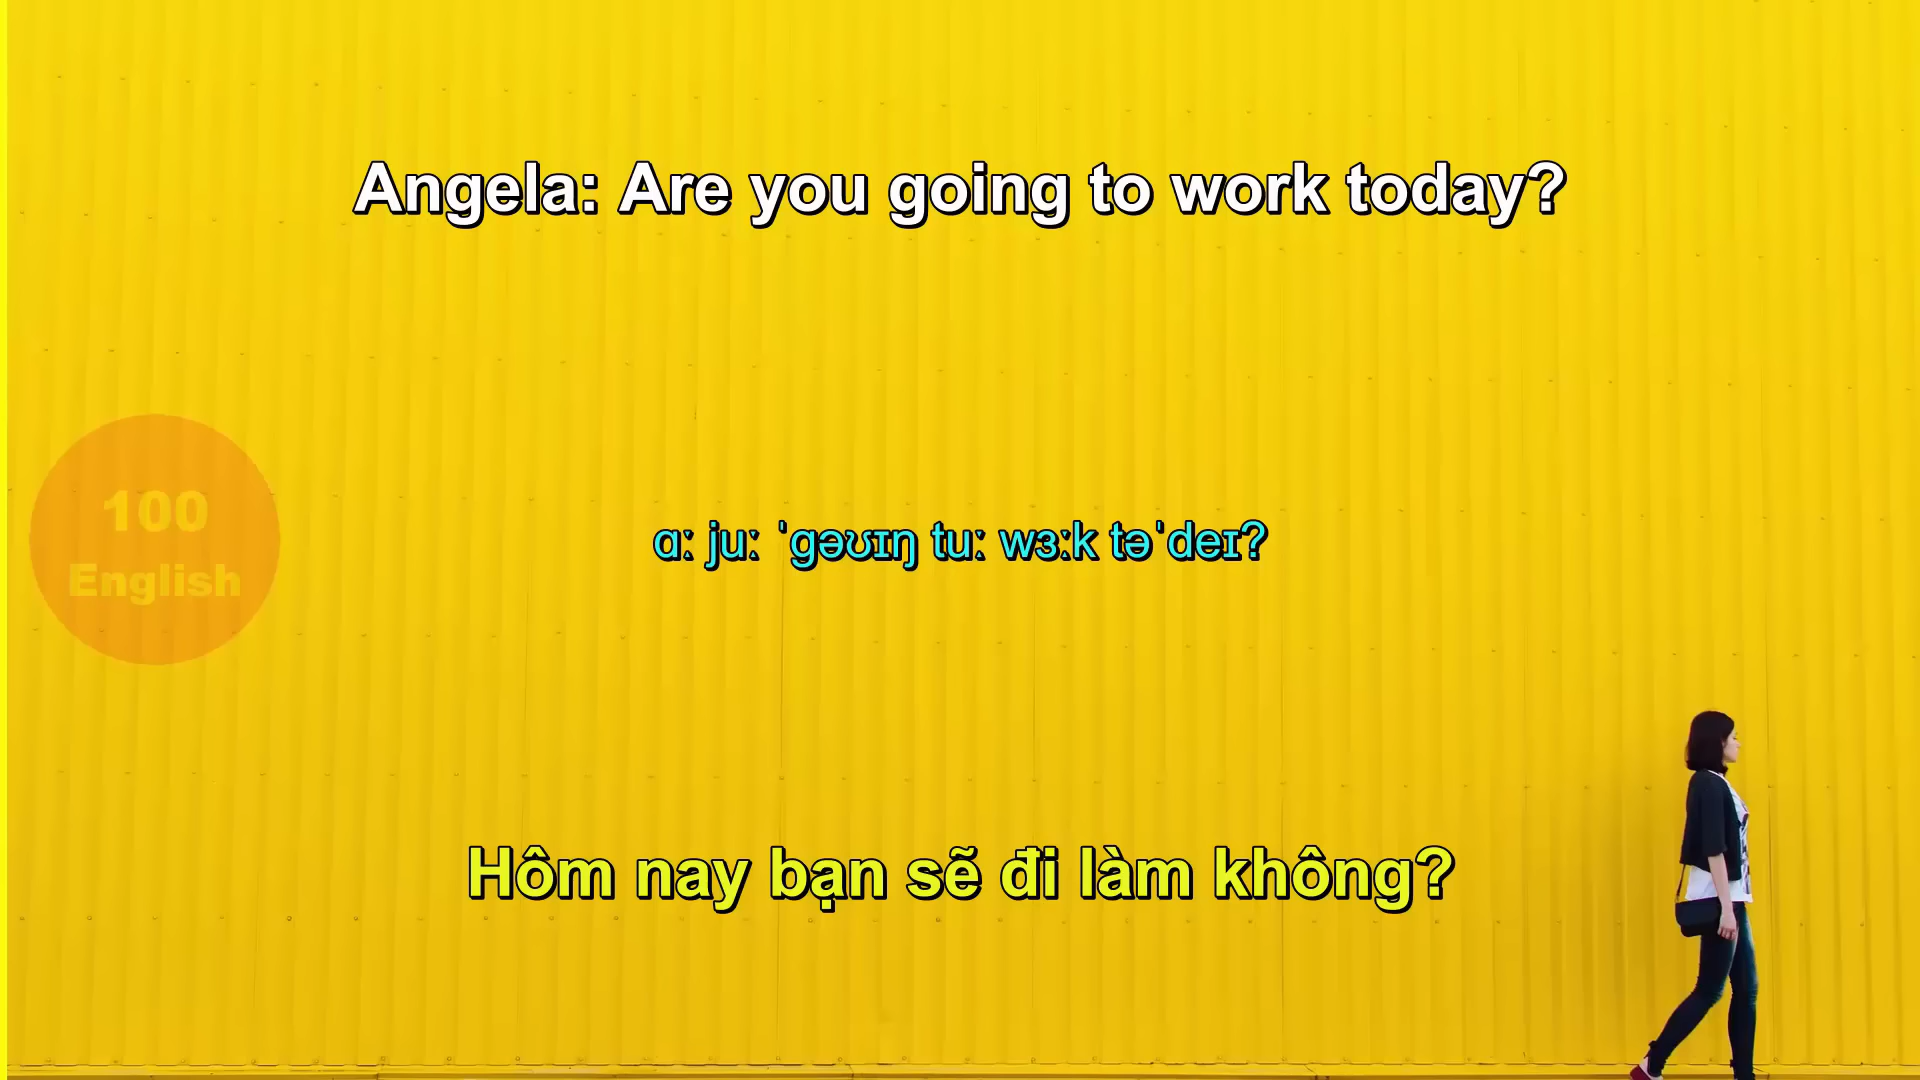 Angela: Are you going to work today?
100
English
ɑː juː ˈgəʊɪŋ tuː wɜːk təˈdeɪ?
Hôm nay bạn sẽ đi làm không?